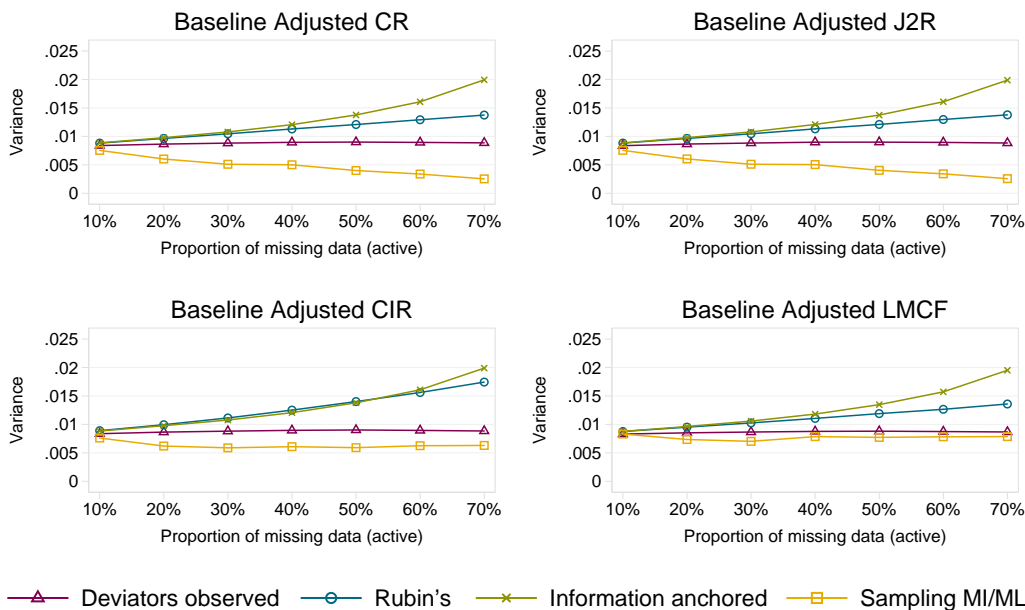 Baseline Adjusted CR
.025
.02
.015
.01
.005
0
Variance
10% 20% 30% 40% 50% 60% 70%
Proportion of missing data (active)
Baseline Adjusted J2R
.025
.02
.015
.01
.005
0
Variance
10% 20% 30% 40% 50% 60% 70%
Proportion of missing data (active)
Baseline Adjusted CIR
.025
.02
.015
.01
.005
0
Variance
10% 20% 30% 40% 50% 60% 70%
Proportion of missing data (active)
Baseline Adjusted LMCF
.025
.02
.015
.01
.005
0
Variance
10% 20% 30% 40% 50% 60% 70%
Proportion of missing data (active)
Deviators observed Rubin's Information anchored Sampling MI/ML